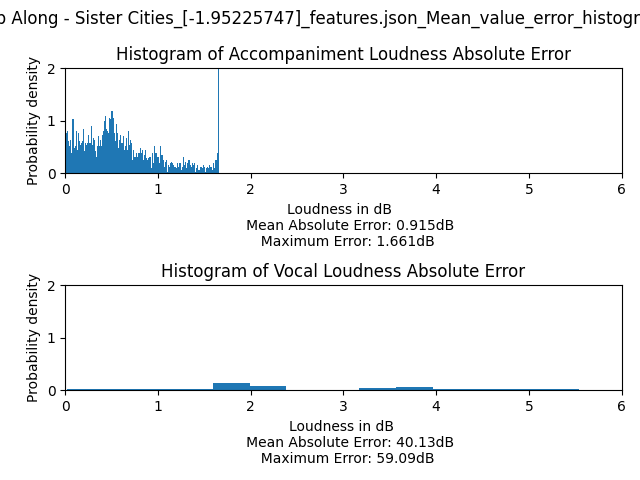 Along - Sister Cities_[-1.95225747]_features.json_Mean_value_error_histogr
Histogram of Accompaniment Loudness Absolute Error
Probability density
2
1
0
0 1 2 3 4 5 6
Loudness in dB
Mean Absolute Error: 0.915dB
Maximum Error: 1.661dB
Histogram of Vocal Loudness Absolute Error
Probability density
2
1
0
0 1 2 3 4 5 6
Loudness in dB
Mean Absolute Error: 40.13dB
Maximum Error: 59.09dB